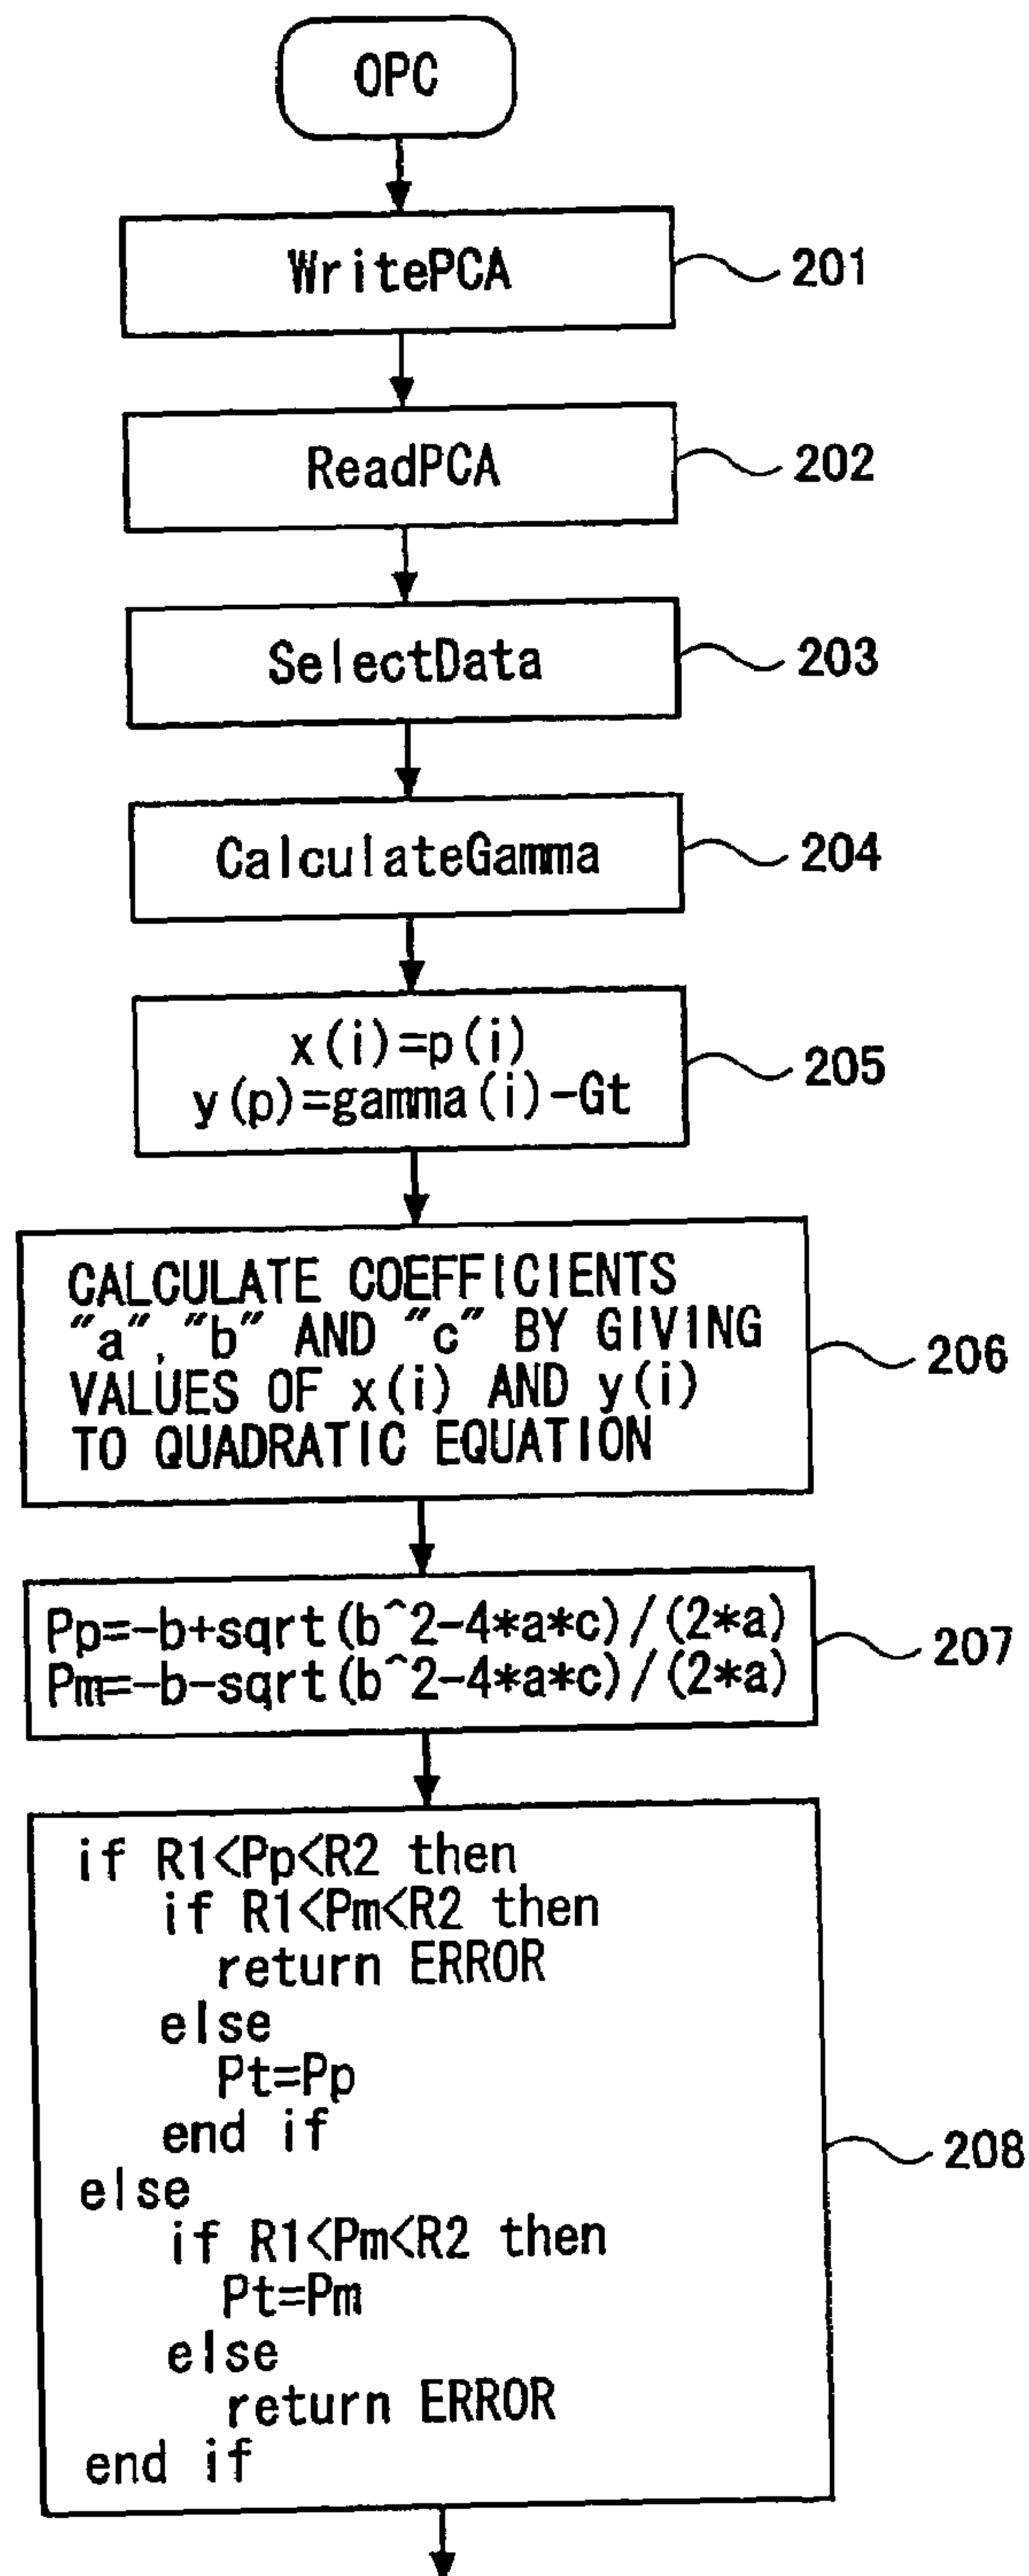 OPC
WritePCA
201
ReadPCA
202
SelectData
203
CalculateGamma
204
x(i)=p(i)
y(p)=gamma(i)-Gt
205
CALCULATE COEFFICIENTS
"a", "b" AND "c" BY GIVING
VALUES OF x(i) AND y(i)
TO QUADRATIC EQUATION
206
Pp=-b+sqrt(b^2-4*a*c)/(2*a)
Pm=-b-sqrt(b^2-4*a*c)/(2*a)
207
if R1<Pp<R2 then
if R1<Pm<R2 then
return ERROR
else
Pt=Pp
end if
else
if R1<Pm<R2 then
Pt=Pm
else
return ERROR
end if
208